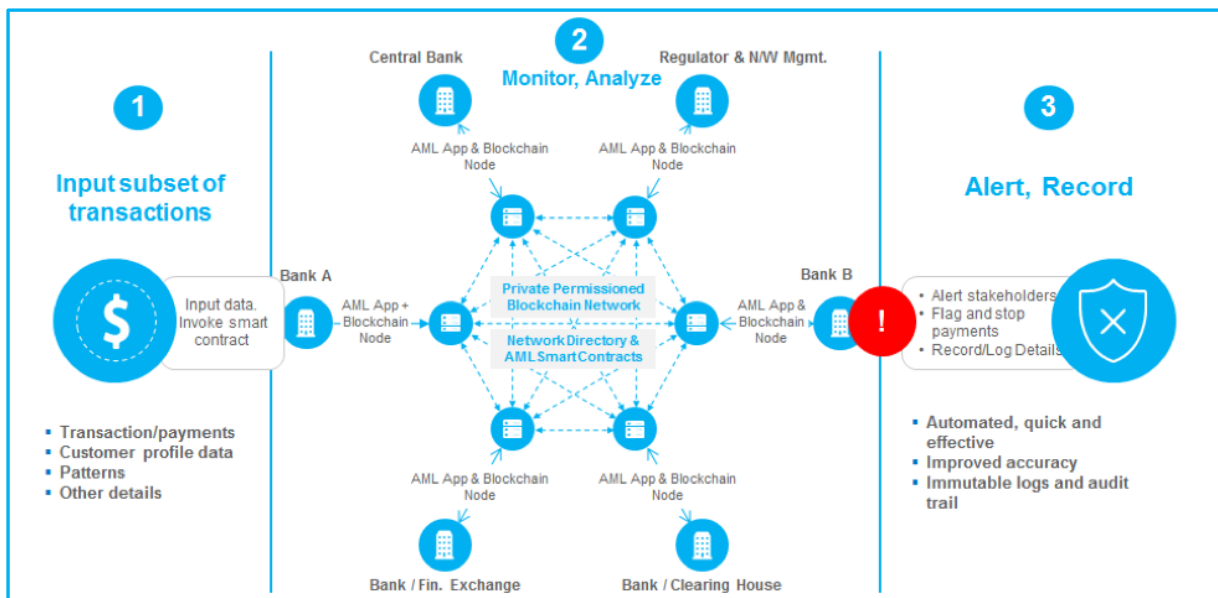 1
Input subset of
transactions
$
Input data.
Invoke smart
contract
▪ Transaction/payments
▪ Customer profile data
▪ Patterns
▪ Other details
2
Monitor, Analyze
Central Bank
Regulator & N/W Mgmt.
AML App & Blockchain
Node
AML App & Blockchain
Node
Bank A
AML App +
Blockchain
Node
Private Permissioned
Blockchain Network
Network Directory &
AML Smart Contracts
AML App &
Blockchain
Node
Bank B
AML App & Blockchain
Node
AML App & Blockchain
Node
Bank / Fin. Exchange
Bank / Clearing House
3
Alert, Record
!
• Alert stakeholders
• Flag and stop
payments
• Record/Log Details
▪ Automated, quick and
effective
▪ Improved accuracy
▪ Immutable logs and audit
trail